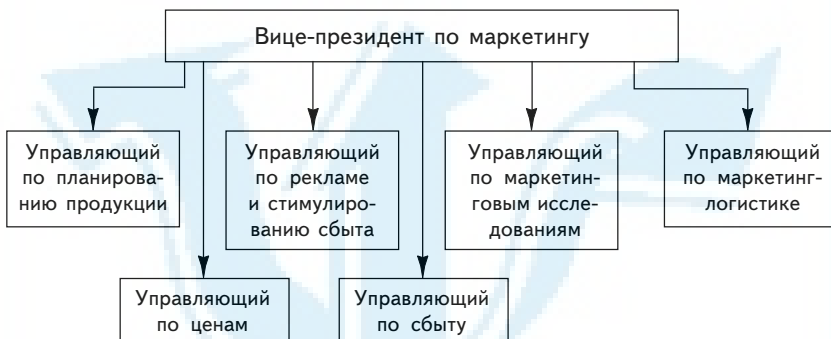 Вице-президент по маркетингу
Управляющий
по планирова-
нию продукции
Управляющий
по рекламе
и стимулиро-
ванию сбыта
Управляющий
по маркетин-
говым иссле-
дованиям
Управляющий
по маркетинг-
логистике
Управляющий
по ценам
Управляющий
по сбыту